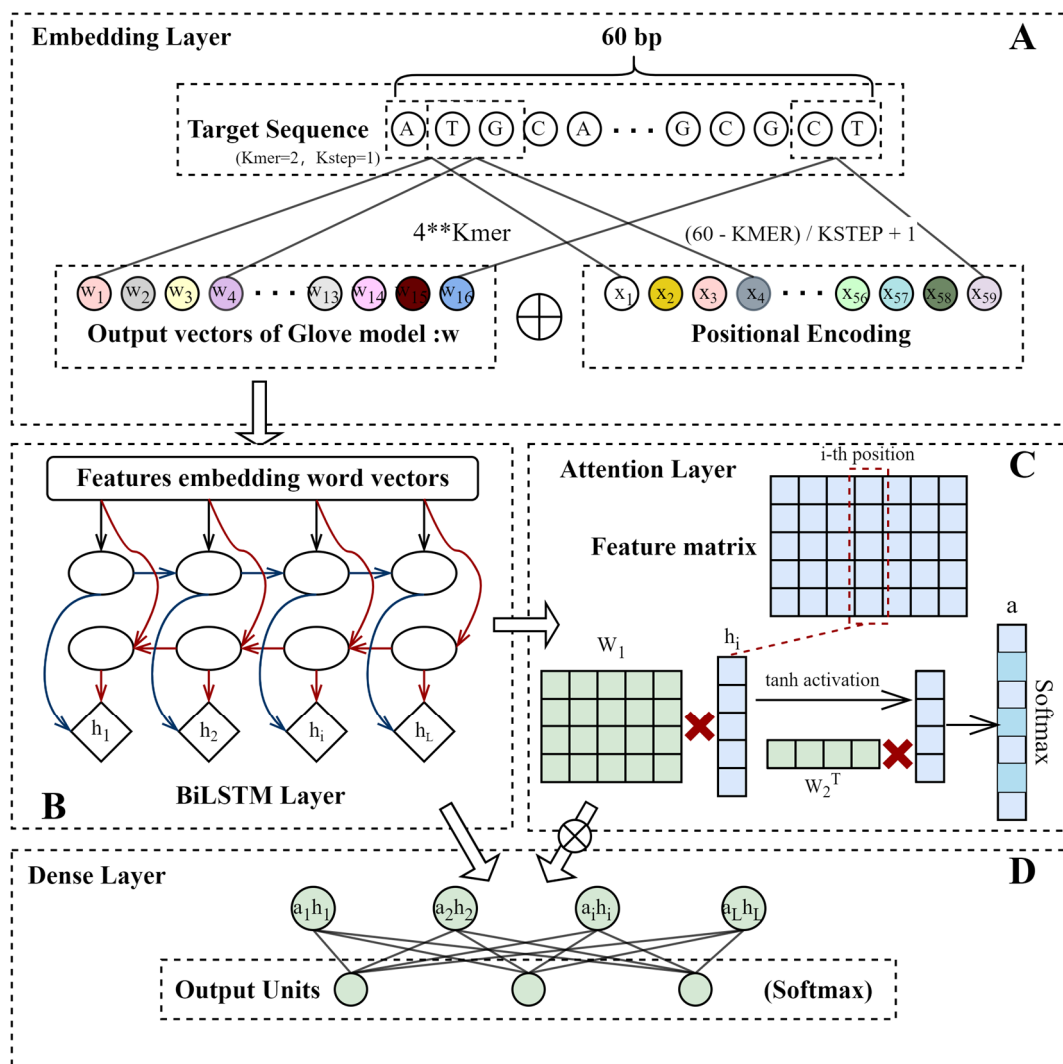 Embedding Layer
60 bp
A
Target Sequence
A T G C A · · · G C G C T
(Kmer=2, Kstep=1)
4**Kmer
(60 - KMER) / KSTEP + 1
w1 w2 w3 w4 · · · w13 w14 w15 w16
x1 x2 x3 x4 · · · x56 x57 x58 x59
Output vectors of Glove model :w
Positional Encoding
Features embedding word vectors
h1 h2 hi hL
BiLSTM Layer
B
Attention Layer
C
i-th position
Feature matrix
a
W1
hi
tanh activation
W2^T
Softmax
Dense Layer
D
a1h1 a2h2 aihi aLhL
Output Units
(Softmax)